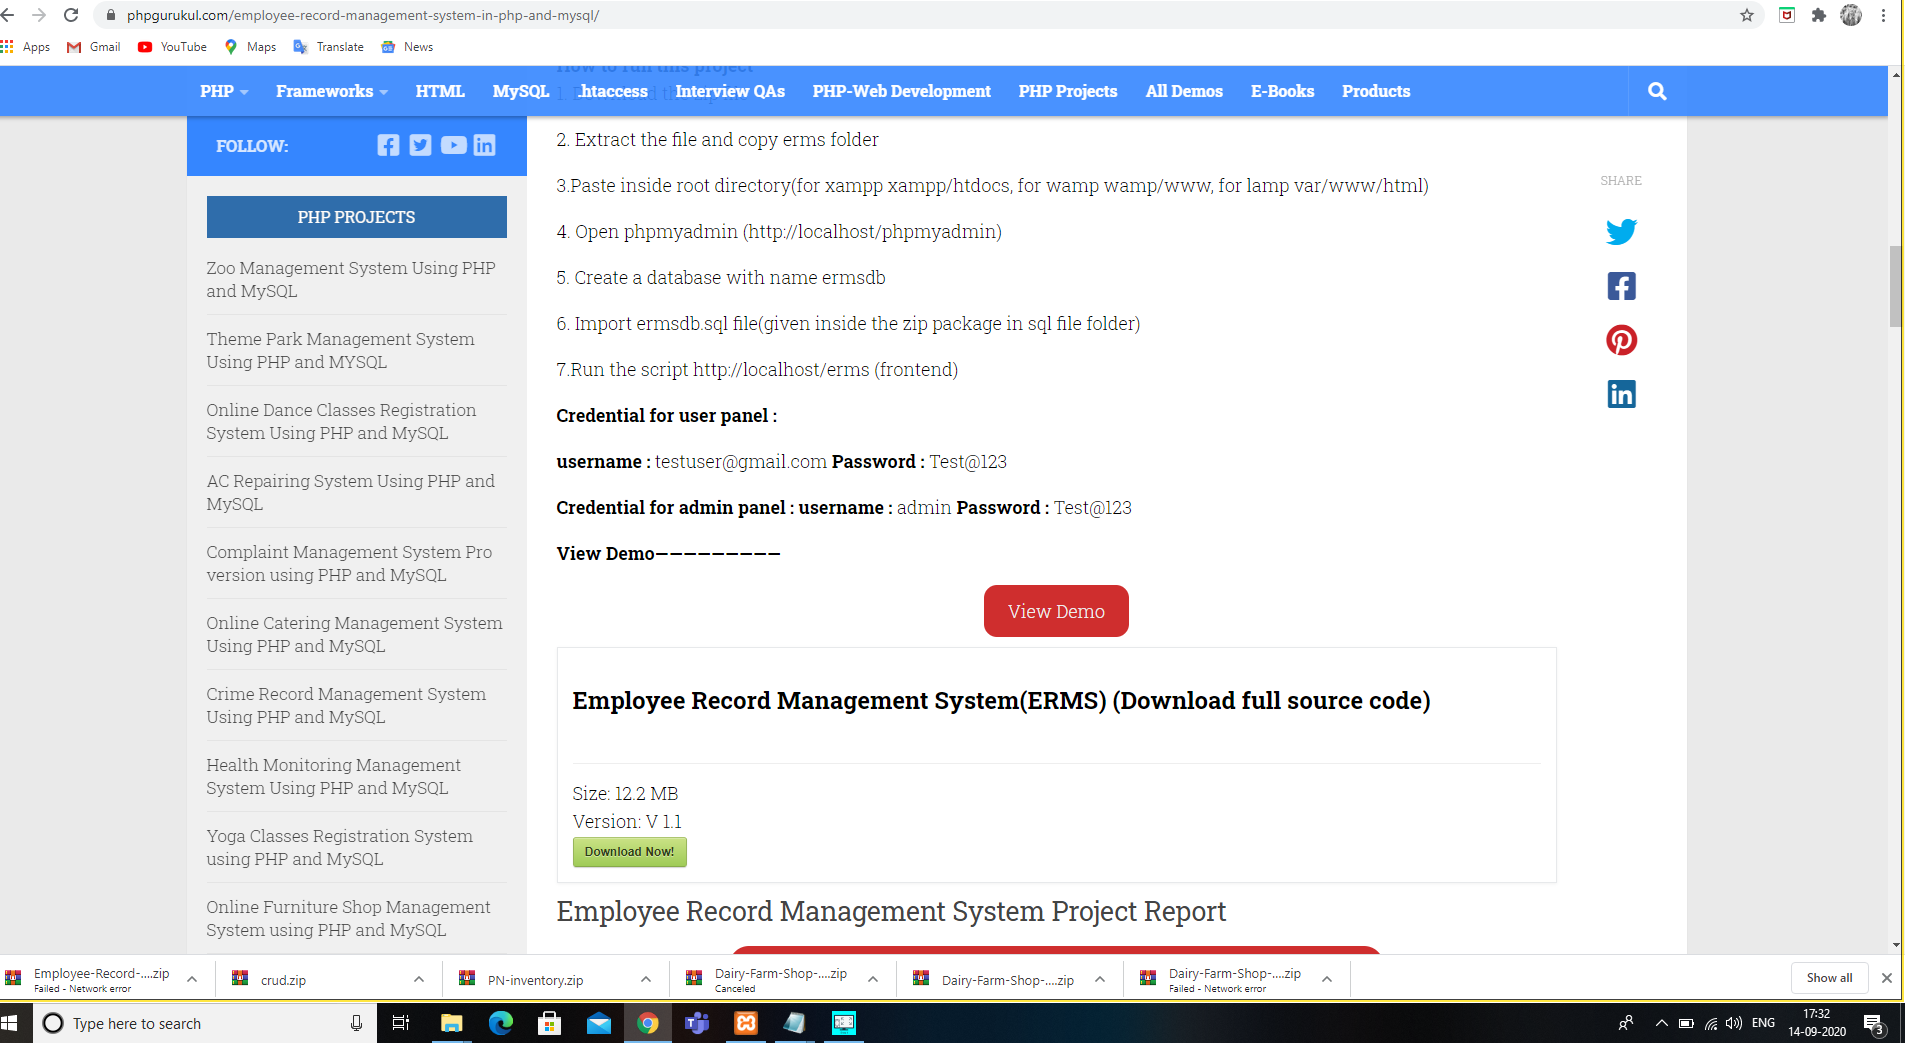 phpgurukul.com/employee-record-management-system-in-php-and-mysql/
Apps Gmail YouTube Maps Translate News
How to run this project
PHP Frameworks HTML MySQL .htaccess Interview QAs PHP-Web Development PHP Projects All Demos E-Books Products
FOLLOW:
PHP PROJECTS
Zoo Management System Using PHP
and MySQL
Theme Park Management System
Using PHP and MYSQL
Online Dance Classes Registration
System Using PHP and MySQL
AC Repairing System Using PHP and
MySQL
Complaint Management System Pro
version using PHP and MySQL
Online Catering Management System
Using PHP and MySQL
Crime Record Management System
Using PHP and MySQL
Health Monitoring Management
System Using PHP and MySQL
Yoga Classes Registration System
using PHP and MySQL
Online Furniture Shop Management
System using PHP and MySQL
2. Extract the file and copy erms folder
3.Paste inside root directory(for xampp xampp/htdocs, for wamp wamp/www, for lamp var/www/html)
4. Open phpmyadmin (http://localhost/phpmyadmin)
5. Create a database with name ermsdb
6. Import ermsdb.sql file(given inside the zip package in sql file folder)
7.Run the script http://localhost/erms (frontend)
Credential for user panel :
username : testuser@gmail.com Password : Test@123
Credential for admin panel : username : admin Password : Test@123
View Demo—————————
View Demo
Employee Record Management System(ERMS) (Download full source code)
Size: 12.2 MB
Version: V 1.1
Download Now!
Employee Record Management System Project Report
SHARE
Employee-Record-....zip
Failed - Network error
crud.zip
PN-inventory.zip
Dairy-Farm-Shop-....zip
Canceled
Dairy-Farm-Shop-....zip
Dairy-Farm-Shop-....zip
Failed - Network error
Show all
Type here to search
ENG
17:32
14-09-2020
3